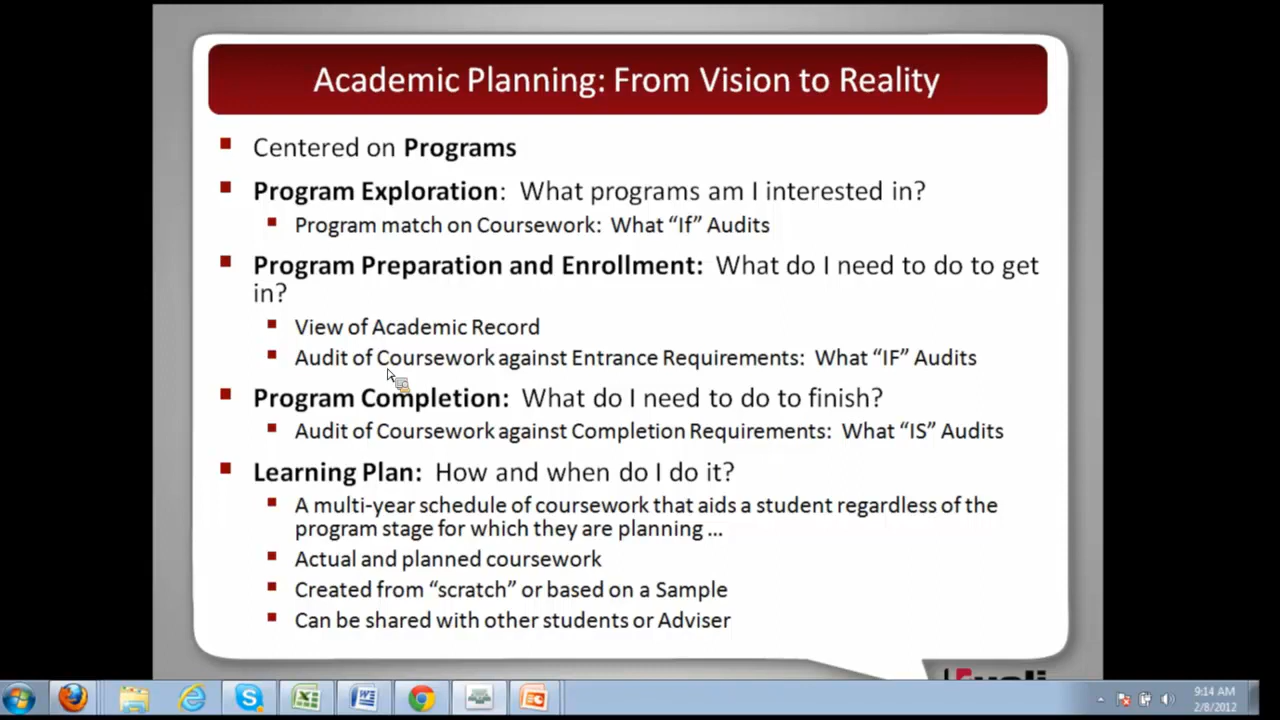 Academic Planning: From Vision to Reality
Centered on Programs
Program Exploration: What programs am I interested in?
Program match on Coursework: What “If” Audits
Program Preparation and Enrollment: What do I need to do to get
in?
View of Academic Record
Audit of Coursework against Entrance Requirements: What “IF” Audits
Program Completion: What do I need to do to finish?
Audit of Coursework against Completion Requirements: What “IS” Audits
Learning Plan: How and when do I do it?
A multi-year schedule of coursework that aids a student regardless of the
program stage for which they are planning ...
Actual and planned coursework
Created from “scratch” or based on a Sample
Can be shared with other students or Adviser
9:14 AM
2/8/2012